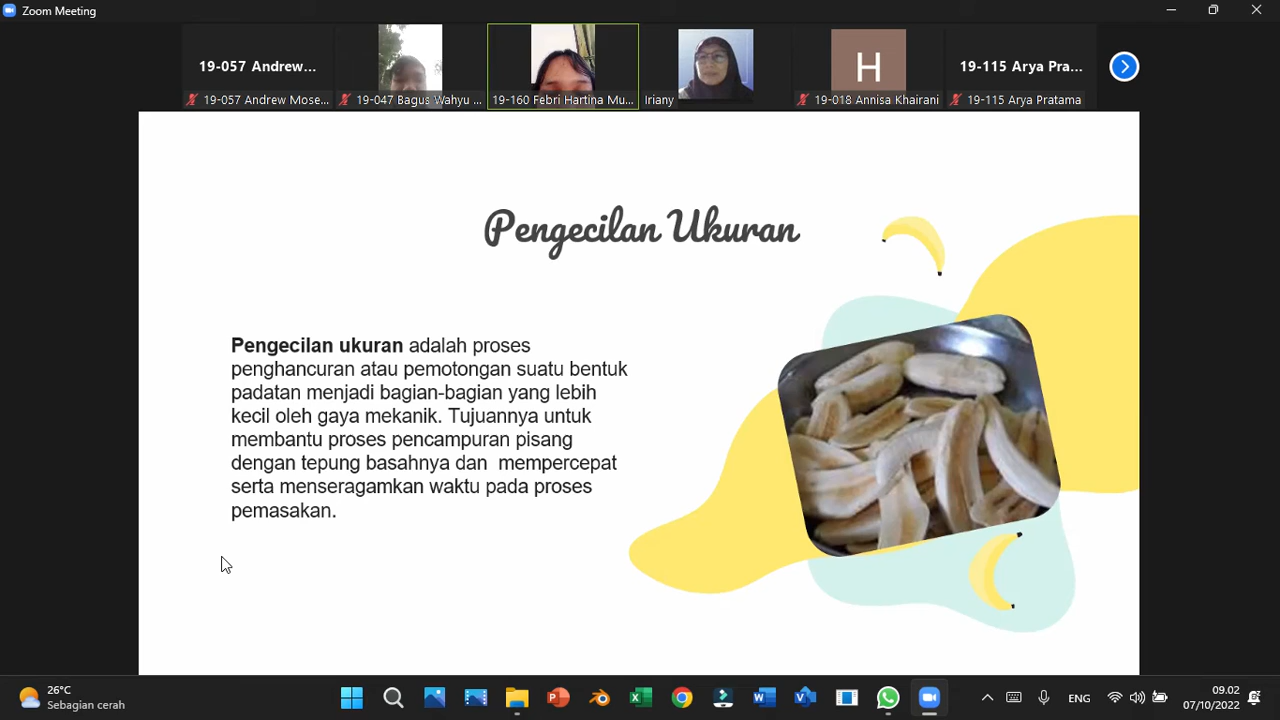 Zoom Meeting
19-057 Andrew...
19-115 Arya Pra...
H
19-057 Andrew Mose...
19-047 Bagus Wahyu ...
19-160 Febri Hartina Mu...
Iriany
19-018 Annisa Khairani
19-115 Arya Pratama
Pengecilan Ukuran
Pengecilan ukuran adalah proses
penghancuran atau pemotongan suatu bentuk
padatan menjadi bagian-bagian yang lebih
kecil oleh gaya mekanik. Tujuannya untuk
membantu proses pencampuran pisang
dengan tepung basahnya dan mempercepat
serta menseragamkan waktu pada proses
pemasakan.
26°C
Sebagian cerah
ENG
09.02
07/10/2022